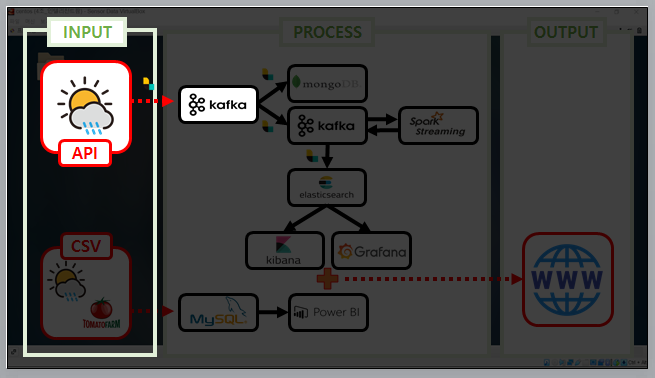 INPUT
PROCESS
OUTPUT
mongoDB
kafka
kafka
Spark
Streaming
API
elasticsearch
CSV
kibana
Grafana
WWW
TOMATOFARM
MySQL
Power BI